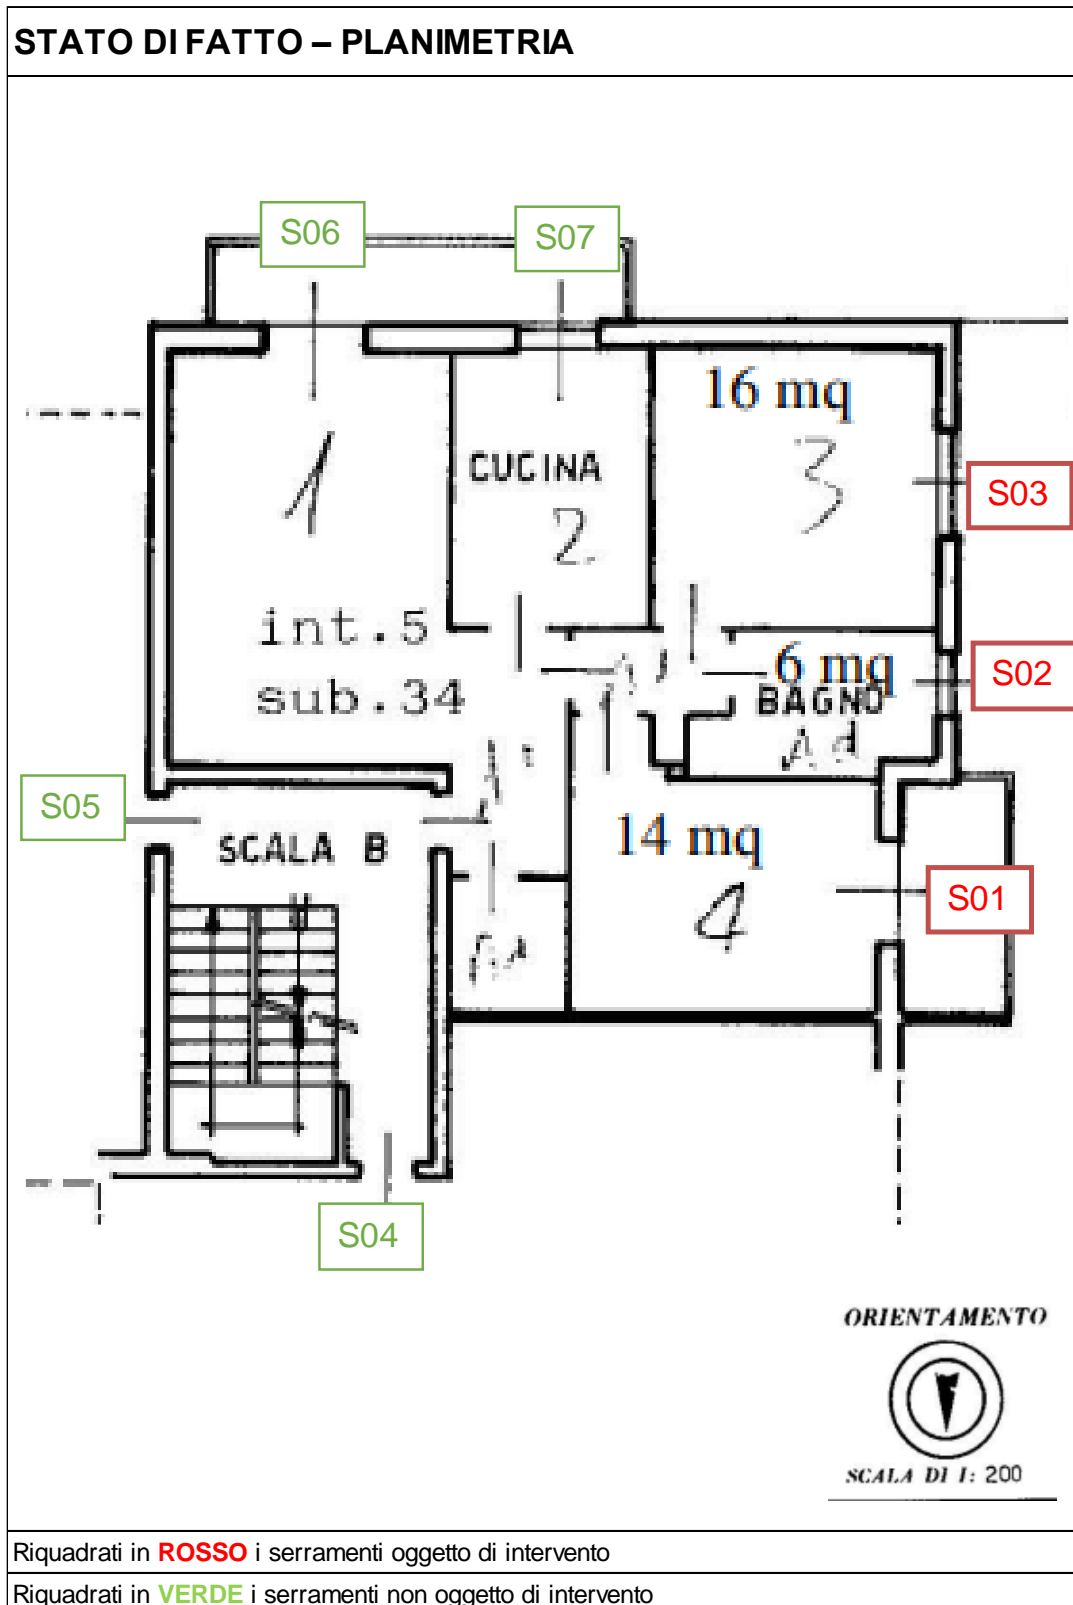 STATO DI FATTO – PLANIMETRIA
S06
S07
16 mq
1
CUCINA
2
3
S03
int.5
sub.34
6 mq
BAGNO
S02
S05
SCALA B
14 mq
4
S01
S04
ORIENTAMENTO
SCALA DI 1: 200
Riquadrati in ROSSO i serramenti oggetto di intervento
Riquadrati in VERDE i serramenti non oggetto di intervento